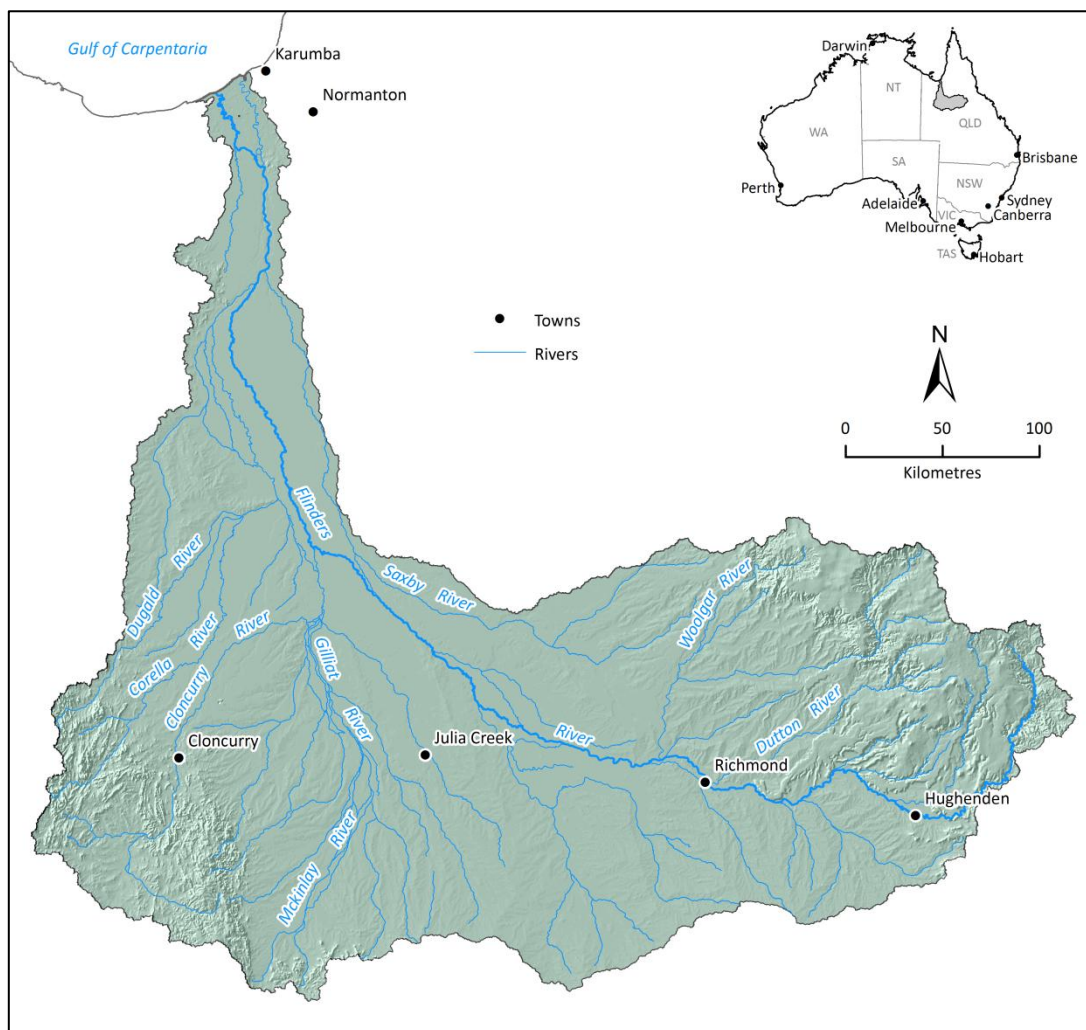 Gulf of Carpentaria
Karumba
Normanton
Darwin
NT
QLD
WA
SA
Brisbane
NSW
Perth
Adelaide
Sydney
VIC
Canberra
Melbourne
TAS
Hobart
Towns
Rivers
N
0 50 100
Kilometres
Flinders
River
Saxby River
Woolgar River
Dugald River
Corella River
Cloncurry River
Gilliat River
Dutton River
Mckinlay River
Cloncurry
Julia Creek
Richmond
Hughenden